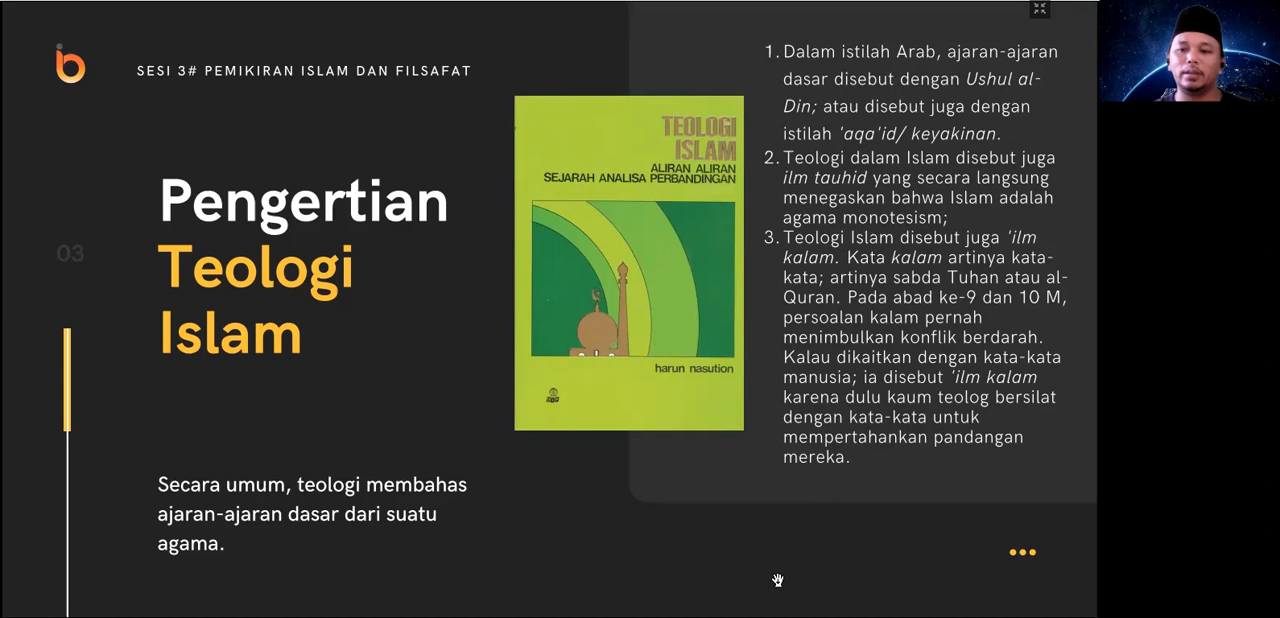 SESI 3# PEMIKIRAN ISLAM DAN FILSAFAT
03
Pengertian
Teologi
Islam
Secara umum, teologi membahas
ajaran-ajaran dasar dari suatu
agama.
TEOLOGI
ISLAM
ALIRAN ALIRAN
SEJARAH ANALISA PERBANDINGAN
harun nasution
1. Dalam istilah Arab, ajaran-ajaran
dasar disebut dengan Ushul al-
Din; atau disebut juga dengan
istilah 'aqa'id/ keyakinan.
2. Teologi dalam Islam disebut juga
ilm tauhid yang secara langsung
menegaskan bahwa Islam adalah
agama monotesism;
3. Teologi Islam disebut juga 'ilm
kalam. Kata kalam artinya kata-
kata; artinya sabda Tuhan atau al-
Quran. Pada abad ke-9 dan 10 M,
persoalan kalam pernah
menimbulkan konflik berdarah.
Kalau dikaitkan dengan kata-kata
manusia; ia disebut 'ilm kalam
karena dulu kaum teolog bersilat
dengan kata-kata untuk
mempertahankan pandangan
mereka.